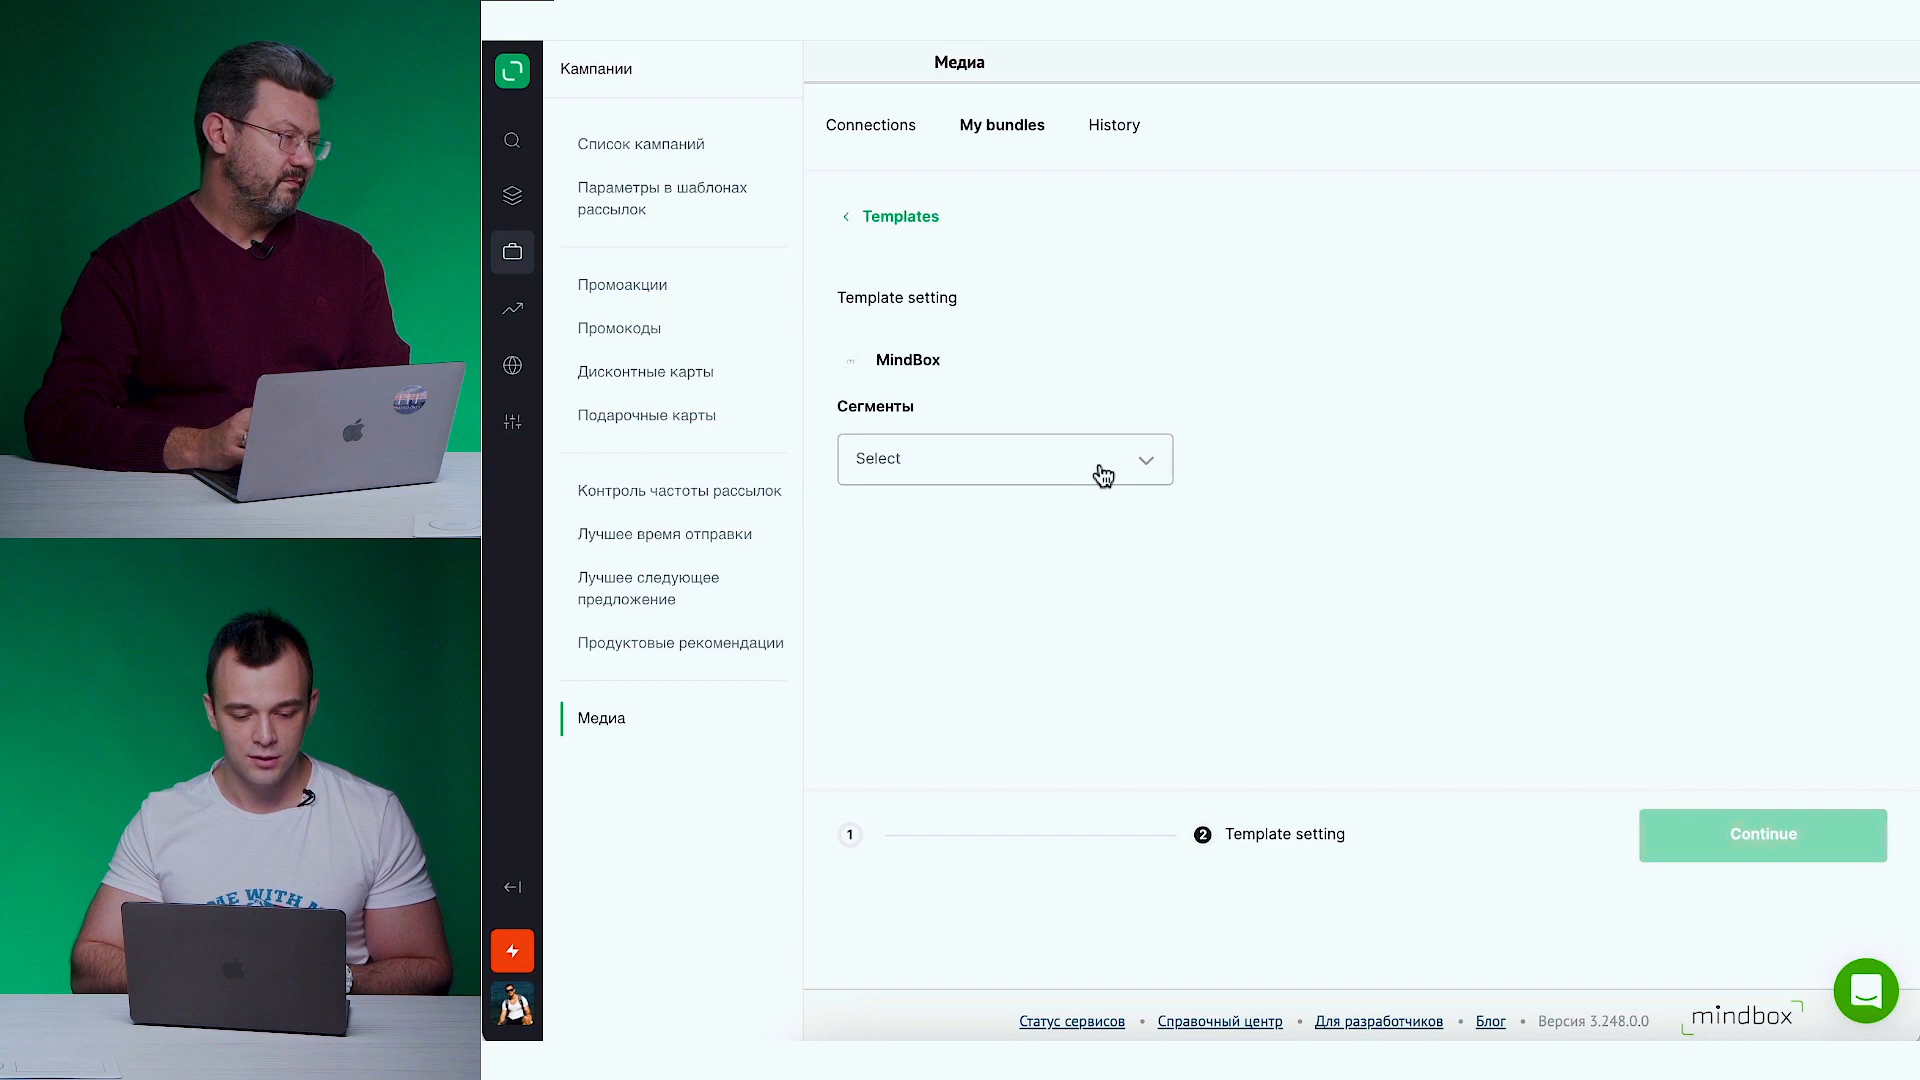 Кампании
Список кампаний
Параметры в шаблонах
рассылок
Промоакции
Промокоды
Дисконтные карты
Подарочные карты
Контроль частоты рассылок
Лучшее время отправки
Лучшее следующее
предложение
Продуктовые рекомендации
Медиа
Медиа
Connections
My bundles
History
Templates
Template setting
MindBox
Сегменты
Select
1
2 Template setting
Continue
Статус сервисов • Справочный центр • Для разработчиков • Блог • Версия 3.248.0.0
mindbox
WITH